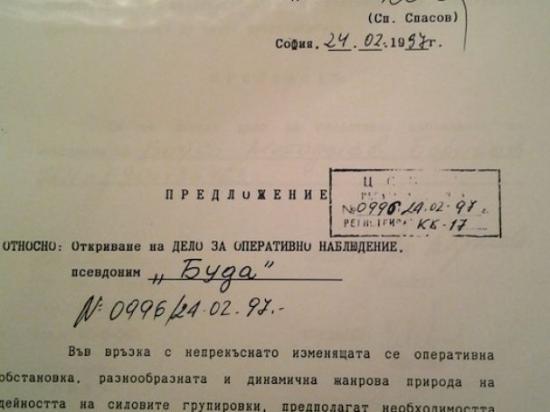 (Сп. Спасов)
София, 24. 02. 1997г.
ПРЕДЛОЖЕНИЕ
№0996/24.02-97г.
КК-17
ОТНОСНО: Откриване на ДЕЛО ЗА ОПЕРАТИВНО НАБЛЮДЕНИЕ,
псевдоним „Буда"
№ 0996/24.02.97.-
Във връзка с непрекъснато изменящата се оперативна
обстановка, разнообразната и динамична жанрова природа на
дейността на силовите групировки, предполагат необходимостта